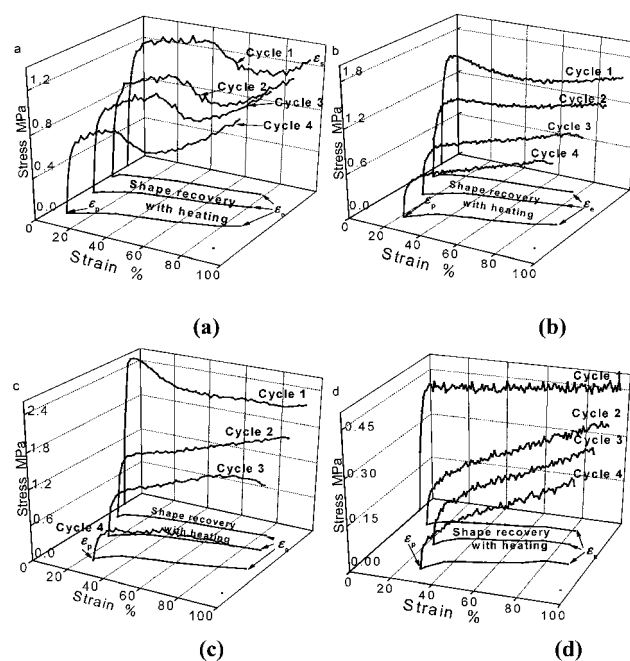 a
Stress MPa
1.2
0.8
0.4
0.0
0
20
40
60
80
100
Strain %
Cycle 1
Cycle 2
Cycle 3
Cycle 4
εs
Shape recovery
with heating
εp
εe
(a)
b
Stress MPa
1.8
1.2
0.6
0.0
0
20
40
60
80
100
Strain %
Cycle 1
Cycle 2
Cycle 3
Cycle 4
Shape recovery
with heating
εp
εe
(b)
c
Stress MPa
2.4
1.8
1.2
0.6
0.0
0
20
40
60
80
100
Strain %
Cycle 1
Cycle 2
Cycle 3
Cycle 4
Shape recovery
with heating
εp
εe
(c)
d
Stress MPa
0.45
0.30
0.15
0.00
0
20
40
60
80
100
Strain %
Cycle 1
Cycle 2
Cycle 3
Cycle 4
Shape recovery
with heating
εp
(d)